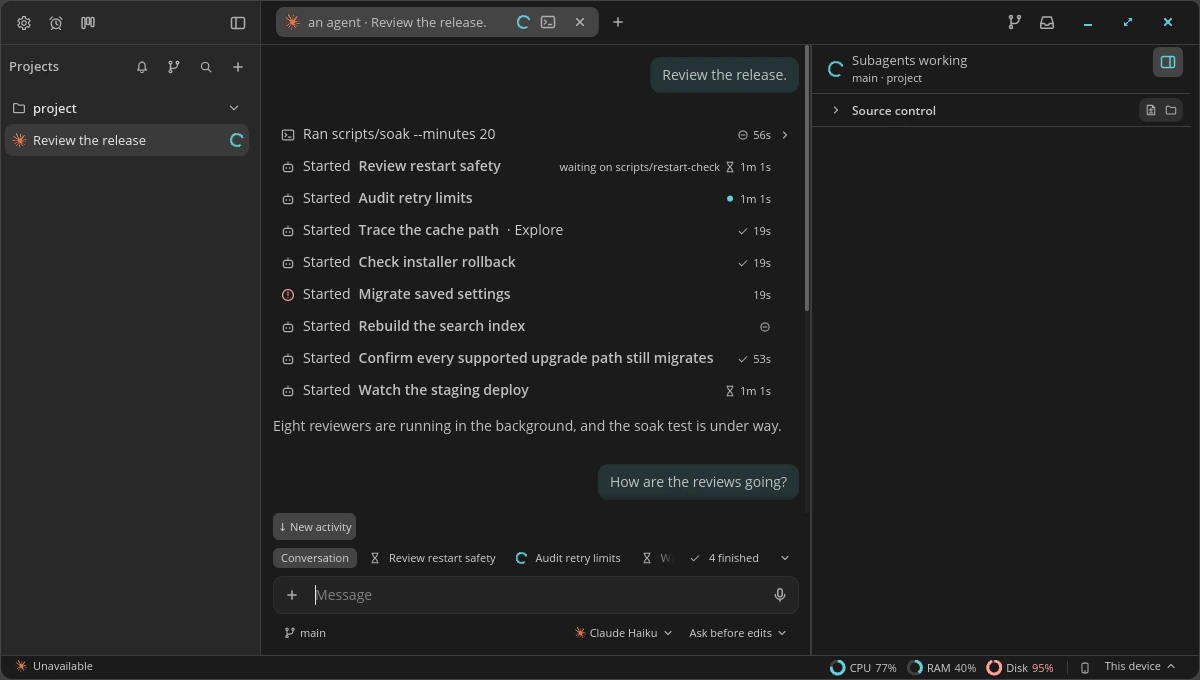 an agent · Review the release.
Projects
project
Review the release
Review the release.
Ran scripts/soak --minutes 20 56s
Started Review restart safety waiting on scripts/restart-check 1m 1s
Started Audit retry limits 1m 1s
Started Trace the cache path · Explore 19s
Started Check installer rollback 19s
Started Migrate saved settings 19s
Started Rebuild the search index
Started Confirm every supported upgrade path still migrates 53s
Started Watch the staging deploy 1m 1s
Eight reviewers are running in the background, and the soak test is under way.
How are the reviews going?
↓ New activity
Conversation Review restart safety Audit retry limits 4 finished
Message
main Claude Haiku Ask before edits
Subagents working
main · project
Source control
Unavailable CPU 77% RAM 40% Disk 95% This device